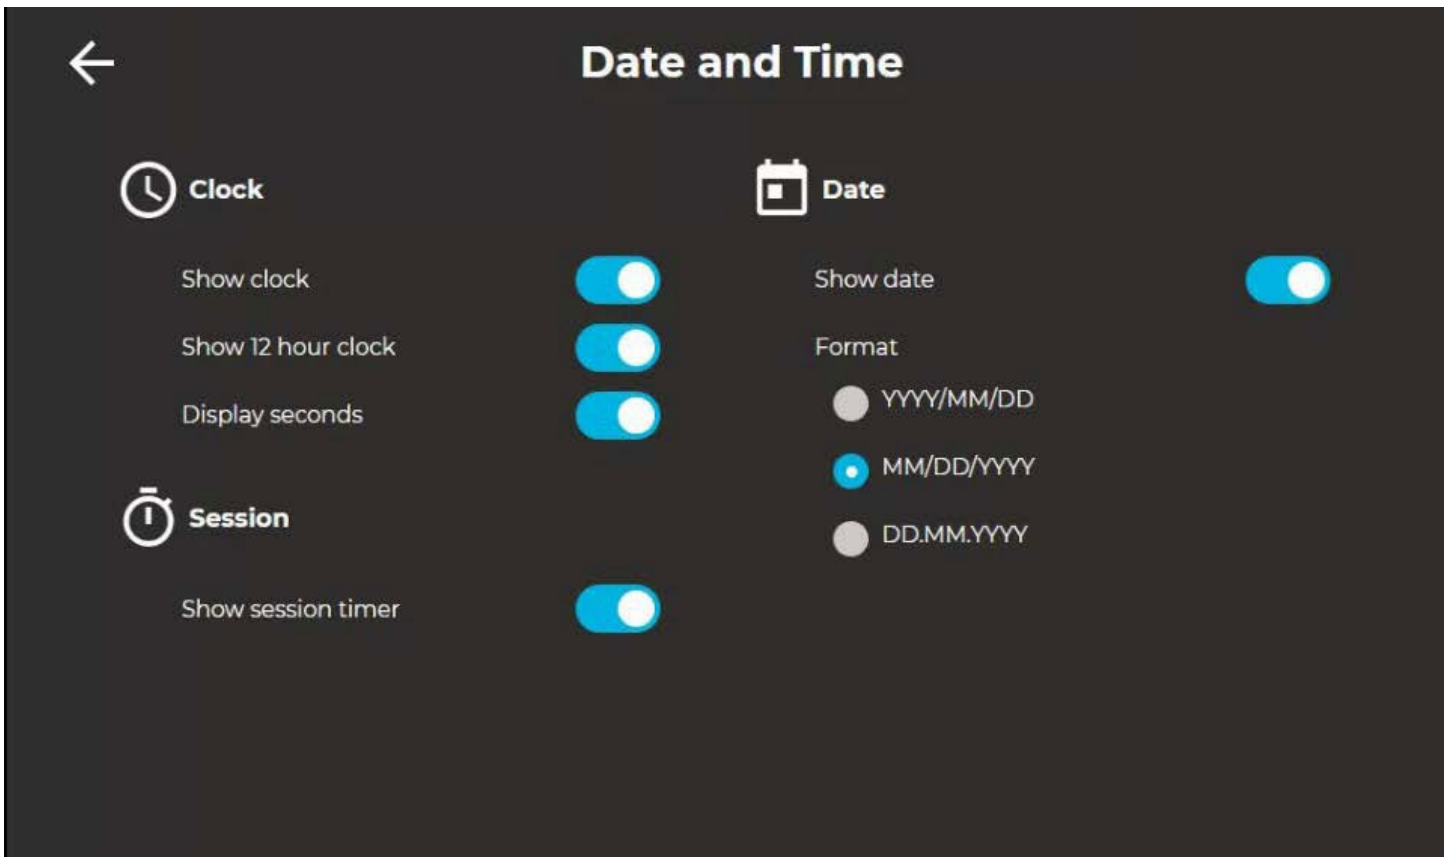 Date and Time
Clock
Show clock
Show 12 hour clock
Display seconds
Session
Show session timer
Date
Show date
Format
YYYY/MM/DD
MM/DD/YYYY
DD.MM.YYYY